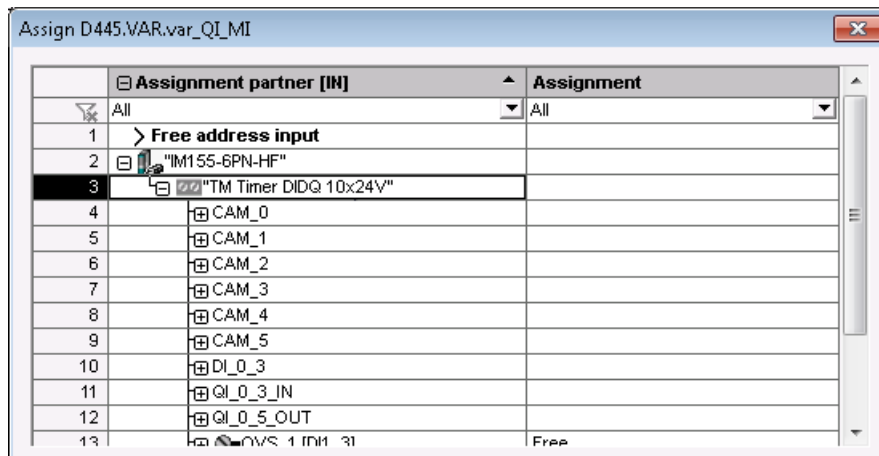 Assign D445.VAR.var_QI_MI
Assignment partner [IN] Assignment
All All
1 Free address input
2 "IM155-6PN-HF"
3 "TM Timer DIDQ 10x24V"
4 CAM_0
5 CAM_1
6 CAM_2
7 CAM_3
8 CAM_4
9 CAM_5
10 DI_0_3
11 QI_0_3_IN
12 QI_0_5_OUT
13 Free